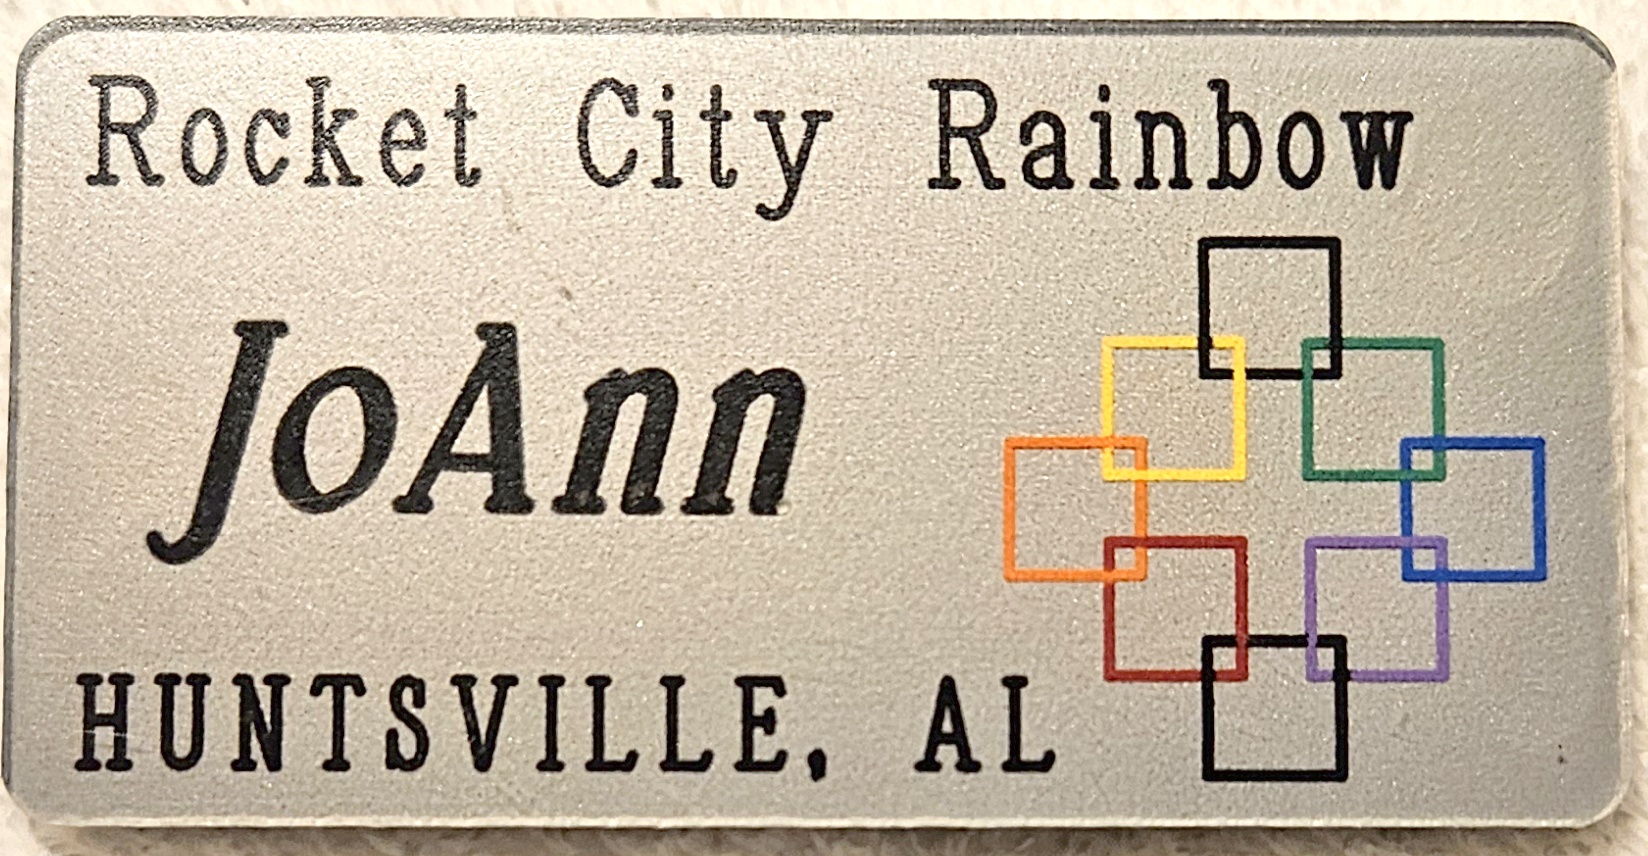 Rocket City Rainbow
JoAnn
HUNTSVILLE, AL